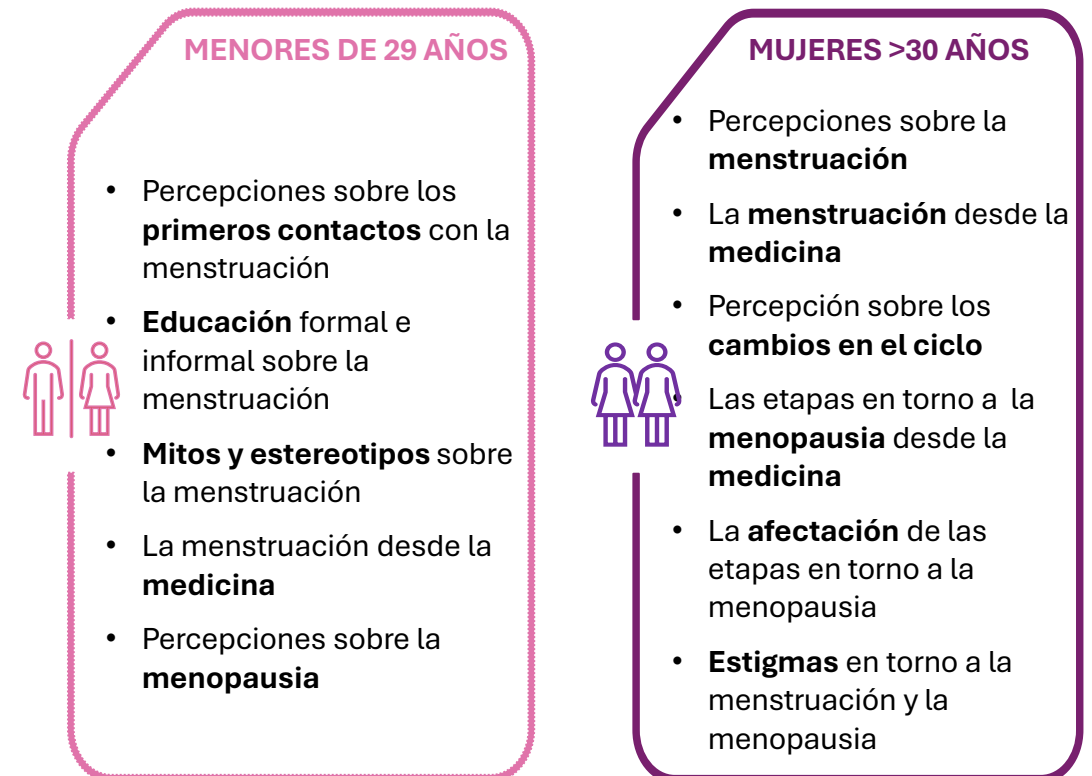 MENORES DE 29 AÑOS
• Percepciones sobre los
primeros contactos con la
menstruación
• Educación formal e
informal sobre la
menstruación
• Mitos y estereotipos sobre
la menstruación
• La menstruación desde la
medicina
• Percepciones sobre la
menopausia
MUJERES >30 AÑOS
• Percepciones sobre la
menstruación
• La menstruación desde la
medicina
• Percepción sobre los
cambios en el ciclo
• Las etapas en torno a la
menopausia desde la
medicina
• La afectación de las
etapas en torno a la
menopausia
• Estigmas en torno a la
menstruación y la
menopausia